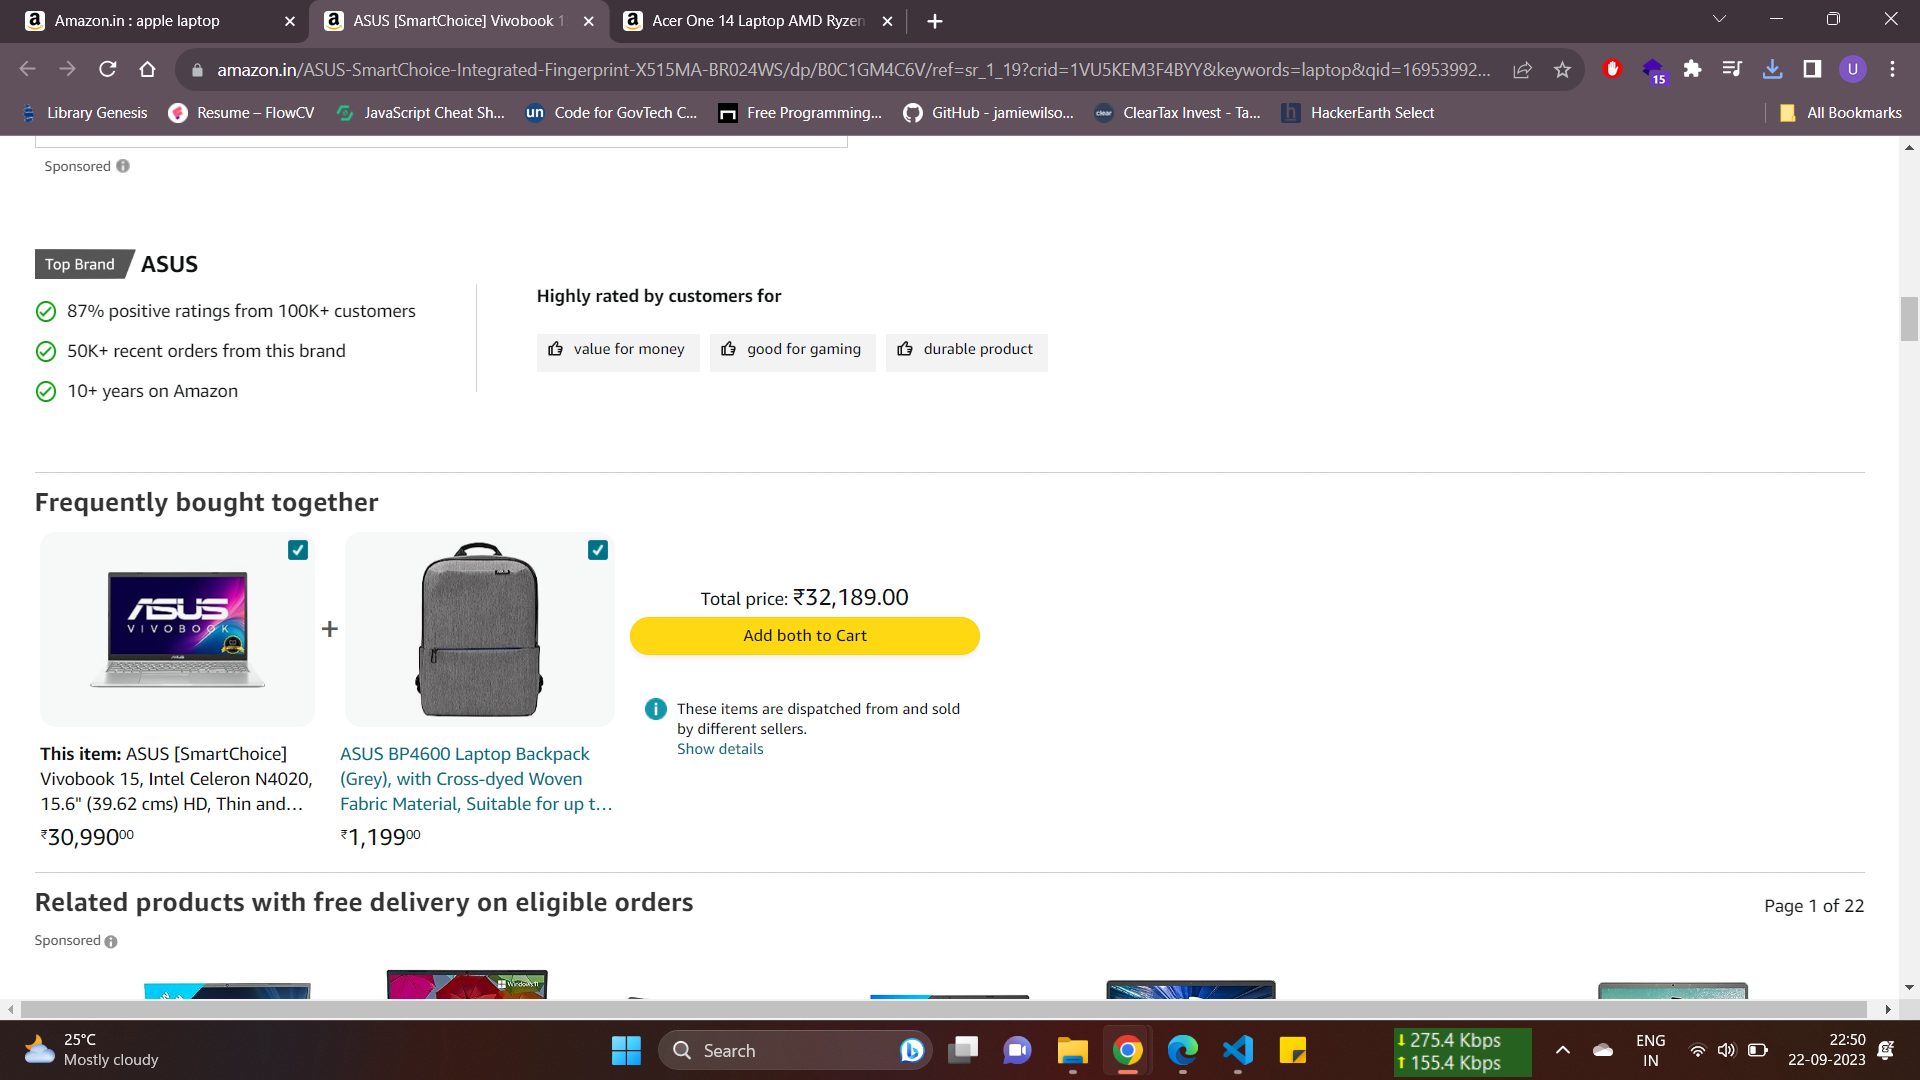 Amazon.in : apple laptop
ASUS [SmartChoice] Vivobook 1
Acer One 14 Laptop AMD Ryzen
amazon.in/ASUS-SmartChoice-Integrated-Fingerprint-X515MA-BR024WS/dp/B0C1GM4C6V/ref=sr_1_19?crid=1VU5KEM3F4BYY&keywords=laptop&qid=16953992...
15
U
Library Genesis
Resume – FlowCV
JavaScript Cheat Sh...
un Code for GovTech C...
Free Programming...
GitHub - jamiewilso...
clear ClearTax Invest - Ta...
h HackerEarth Select
All Bookmarks
Sponsored
Top Brand ASUS
87% positive ratings from 100K+ customers
50K+ recent orders from this brand
10+ years on Amazon
Highly rated by customers for
value for money
good for gaming
durable product
Frequently bought together
ASUS
VIVOBOOK
+
Total price: ₹32,189.00
Add both to Cart
These items are dispatched from and sold
by different sellers.
Show details
This item: ASUS [SmartChoice]
Vivobook 15, Intel Celeron N4020,
15.6" (39.62 cms) HD, Thin and...
₹30,99000
ASUS BP4600 Laptop Backpack
(Grey), with Cross-dyed Woven
Fabric Material, Suitable for up t...
₹1,19900
Related products with free delivery on eligible orders
Page 1 of 22
Sponsored
Windows 11
25°C
Mostly cloudy
Search
275.4 Kbps
155.4 Kbps
ENG
IN
22:50
22-09-2023